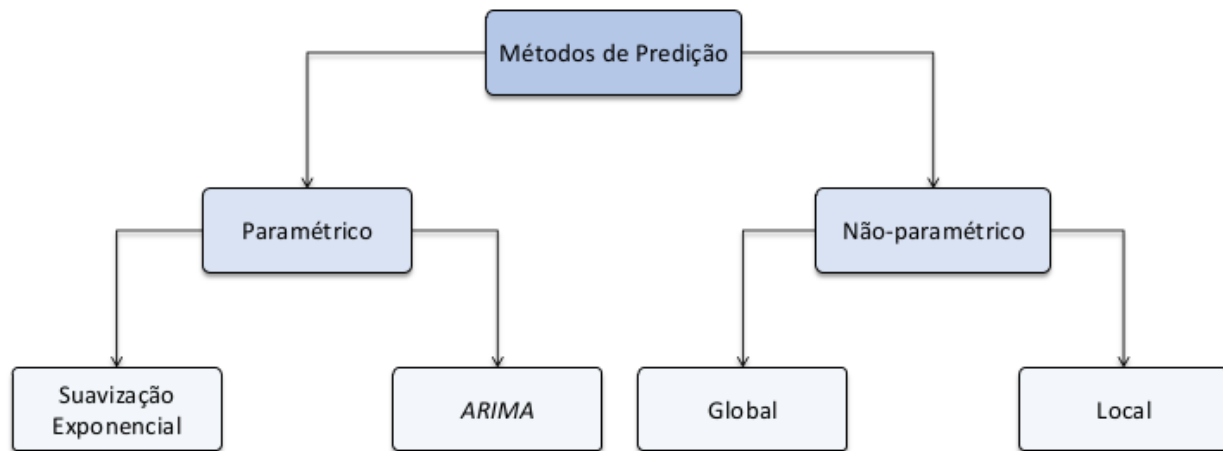 Métodos de Predição
Paramétrico
Não-paramétrico
Suavização
Exponencial
ARIMA
Global
Local